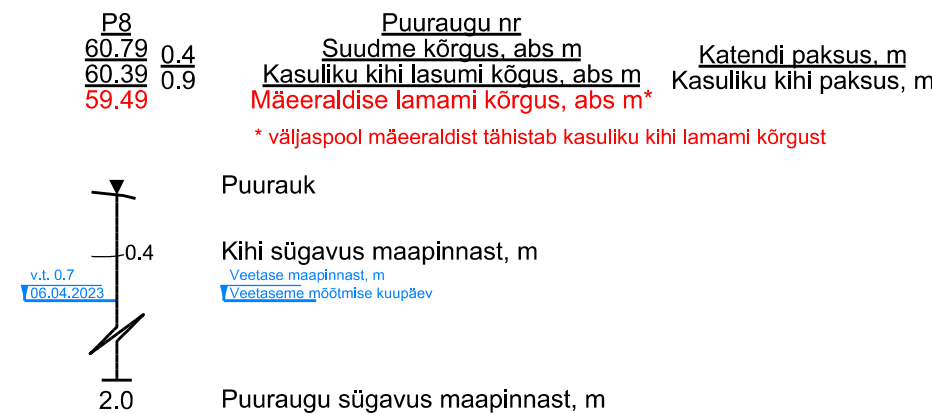 P8
60.79
60.39
59.49
0.4
0.9
Puuraugu nr
Suudme kõrgus, abs m
Kasuliku kihi lasumi kõgus, abs m
Mäeeraldise lamami kõrgus, abs m*
Katendi paksus, m
Kasuliku kihi paksus, m
* väljaspool mäeeraldist tähistab kasuliku kihi lamami kõrgust
Puurauk
0.4
Kihi sügavus maapinnast, m
v.t. 0.7
06.04.2023
Veetase maapinnast, m
Veetaseme mõõtmise kuupäev
2.0
Puuraugu sügavus maapinnast, m